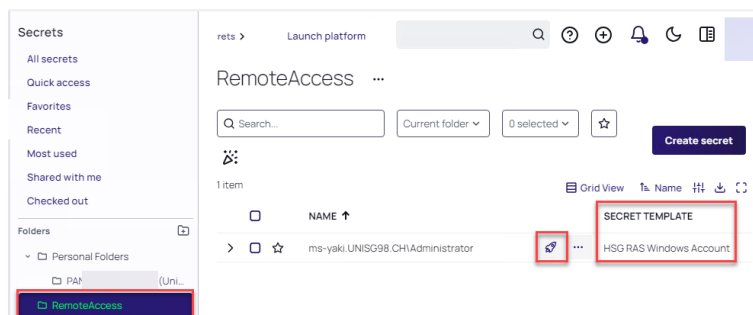 Secrets
All secrets
Quick access
Favorites
Recent
Most used
Shared with me
Checked out
Folders
Personal Folders
(Uni...
RemoteAccess
rets > Launch platform
RemoteAccess ...
Search...
Current folder
0 selected
Create secret
1 item
Grid View
Name
NAME
SECRET TEMPLATE
ms-yaki.UNISG98.CH\Administrator
HSG RAS Windows Account